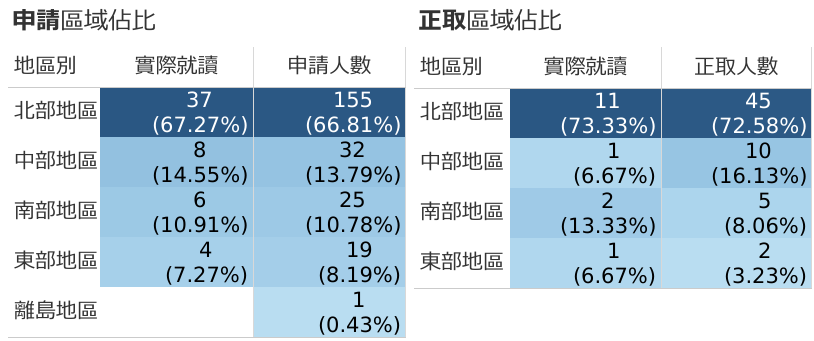 申請區域佔比
地區別 實際就讀 申請人數
北部地區 37 (67.27%) 155 (66.81%)
中部地區 8 (14.55%) 32 (13.79%)
南部地區 6 (10.91%) 25 (10.78%)
東部地區 4 (7.27%) 19 (8.19%)
離島地區 1 (0.43%)
正取區域佔比
地區別 實際就讀 正取人數
北部地區 11 (73.33%) 45 (72.58%)
中部地區 1 (6.67%) 10 (16.13%)
南部地區 2 (13.33%) 5 (8.06%)
東部地區 1 (6.67%) 2 (3.23%)